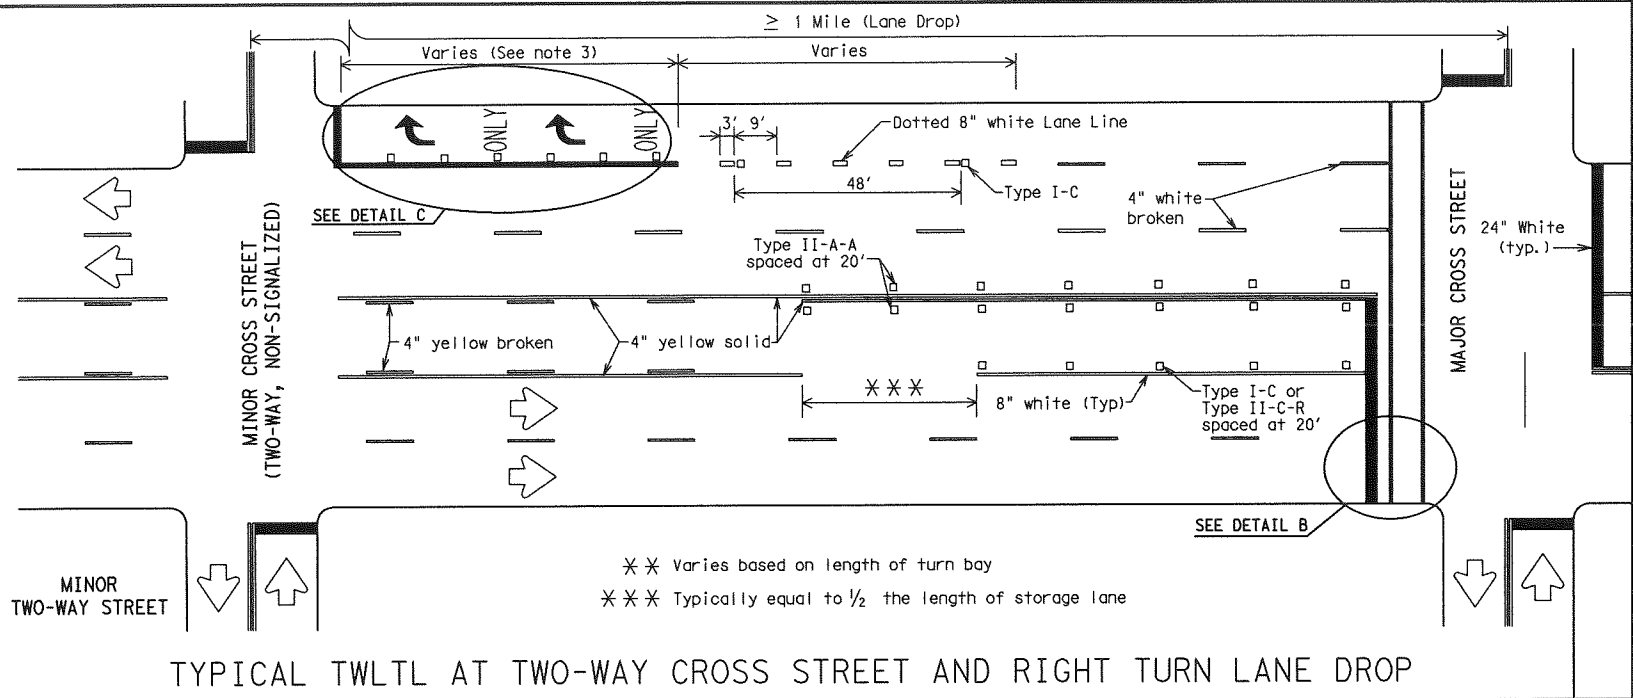 ≥ 1 Mile (Lane Drop)
Varies (See note 3)
Varies
ONLY
ONLY
3'
9'
Dotted 8" white Lane Line
48'
Type I-C
4" white
broken
SEE DETAIL C
24" White
(typ.)
MINOR CROSS STREET
(TWO-WAY, NON-SIGNALIZED)
Type II-A-A
spaced at 20'
MAJOR CROSS STREET
4" yellow broken
4" yellow solid
***
8" white (Typ)
Type I-C or
Type II-C-R
spaced at 20'
SEE DETAIL B
MINOR
TWO-WAY STREET
** Varies based on length of turn bay
*** Typically equal to ½ the length of storage lane
TYPICAL TWLTL AT TWO-WAY CROSS STREET AND RIGHT TURN LANE DROP